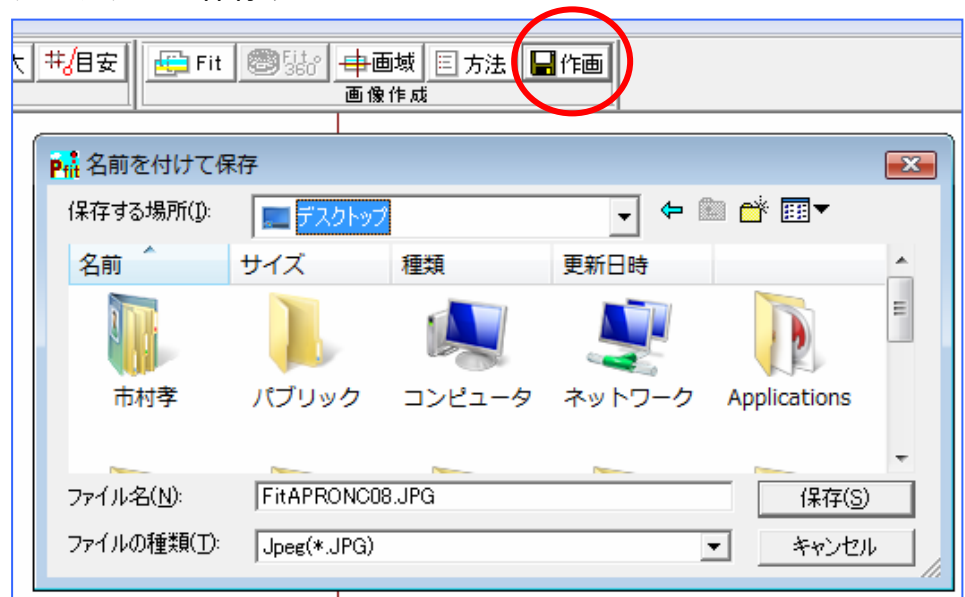 目安 Fit Fit 360° 画域 方法 作画
画像作成
Pfit 名前を付けて保存
保存する場所(I): デスクトップ
名前 サイズ 種類 更新日時
市村孝 パブリック コンピュータ ネットワーク Applications
ファイル名(N): FitAPRONC08.JPG 保存(S)
ファイルの種類(T): Jpeg(*.JPG) キャンセル